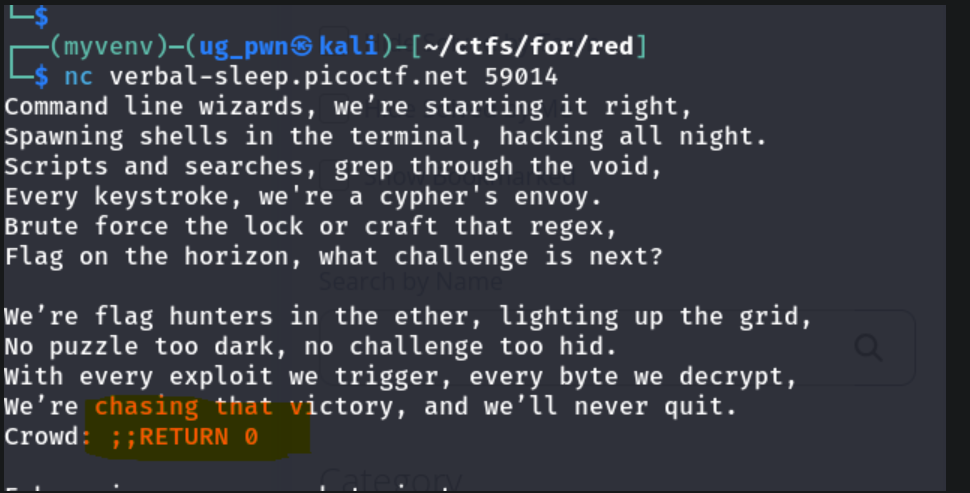 └─$
┌──(myvenv)─(ug_pwn㉿kali)-[~/ctfs/for/red]
└─$ nc verbal-sleep.picoctf.net 59014
Command line wizards, we’re starting it right,
Spawning shells in the terminal, hacking all night.
Scripts and searches, grep through the void,
Every keystroke, we're a cypher's envoy.
Brute force the lock or craft that regex,
Flag on the horizon, what challenge is next?
Search by Name
We’re flag hunters in the ether, lighting up the grid,
No puzzle too dark, no challenge too hid.
With every exploit we trigger, every byte we decrypt,
We’re chasing that victory, and we’ll never quit.
Crowd: ;;RETURN 0
Category